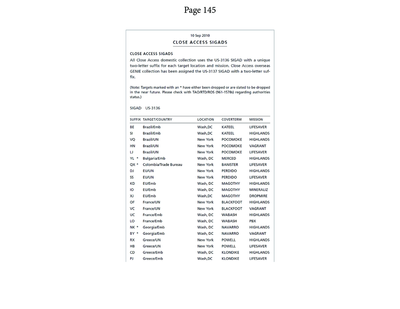 Page 145
10 Sep 2010
CLOSE ACCESS SIGADS
CLOSE ACCESS SIGADS
All Close Access domestic collection uses the US-3136 SIGAD with a unique
two-letter suffix for each target location and mission. Close Access overseas
GENIE collection has been assigned the US-3137 SIGAD with a two-letter suf-
fix.
(Note: Targets marked with an * have either been dropped or are slated to be dropped
in the near future. Please check with TAO/RTD/ROS (961-1578s) regarding authorities
status.)
SIGAD US-3136
SUFFIX TARGET/COUNTRY LOCATION COVERTERM MISSION
BE Brazil/Emb Wash,DC KATEEL LIFESAVER
SI Brazil/Emb Wash,DC KATEEL HIGHLANDS
VQ Brazil/UN New York POCOMOKE HIGHLANDS
HN Brazil/UN New York POCOMOKE VAGRANT
LJ Brazil/UN New York POCOMOKE LIFESAVER
YL * Bulgaria/Emb Wash, DC MERCED HIGHLANDS
QX * Colombia/Trade Bureau New York BANISTER LIFESAVER
DJ EU/UN New York PERDIDO HIGHLANDS
SS EU/UN New York PERDIDO LIFESAVER
KD EU/Emb Wash, DC MAGOTHY HIGHLANDS
IO EU/Emb Wash, DC MAGOTHY MINERALIZ
XJ EU/Emb Wash,DC MAGOTHY DROPMIRE
OF France/UN New York BLACKFOOT HIGHLANDS
VC France/UN New York BLACKFOOT VAGRANT
UC France/Emb Wash, DC WABASH HIGHLANDS
LO France/Emb Wash, DC WABASH PBX
NK * Georgia/Emb Wash, DC NAVARRO HIGHLANDS
BY * Georgia/Emb Wash, DC NAVARRO VAGRANT
RX Greece/UN New York POWELL HIGHLANDS
HB Greece/UN New York POWELL LIFESAVER
CD Greece/Emb Wash, DC KLONDIKE HIGHLANDS
PJ Greece/Emb Wash,DC KLONDIKE LIFESAVER